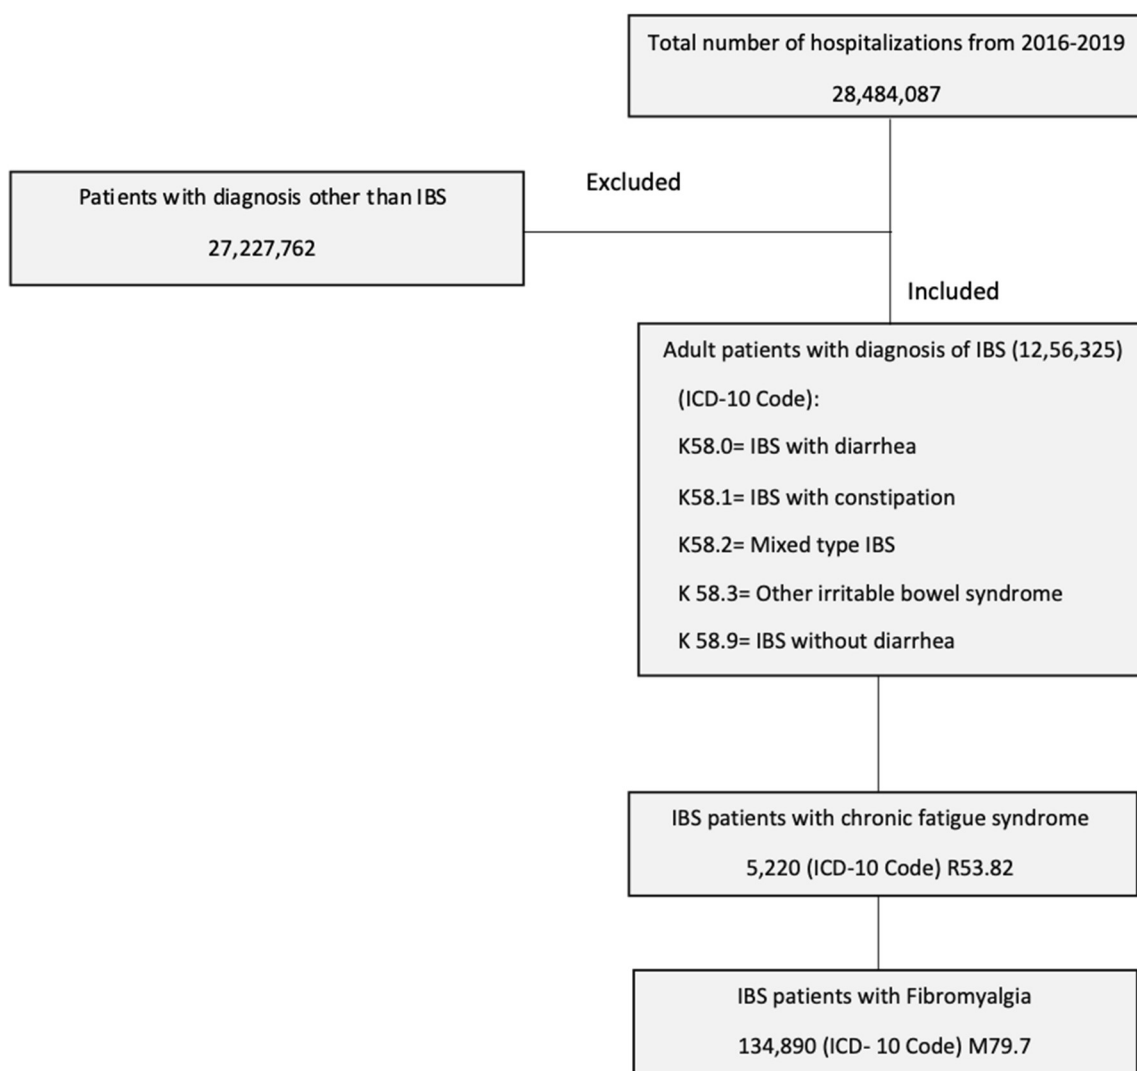 Total number of hospitalizations from 2016-2019
28,484,087
Excluded
Patients with diagnosis other than IBS
27,227,762
Included
Adult patients with diagnosis of IBS (12,56,325)
(ICD-10 Code):
K58.0= IBS with diarrhea
K58.1= IBS with constipation
K58.2= Mixed type IBS
K 58.3= Other irritable bowel syndrome
K 58.9= IBS without diarrhea
IBS patients with chronic fatigue syndrome
5,220 (ICD-10 Code) R53.82
IBS patients with Fibromyalgia
134,890 (ICD- 10 Code) M79.7